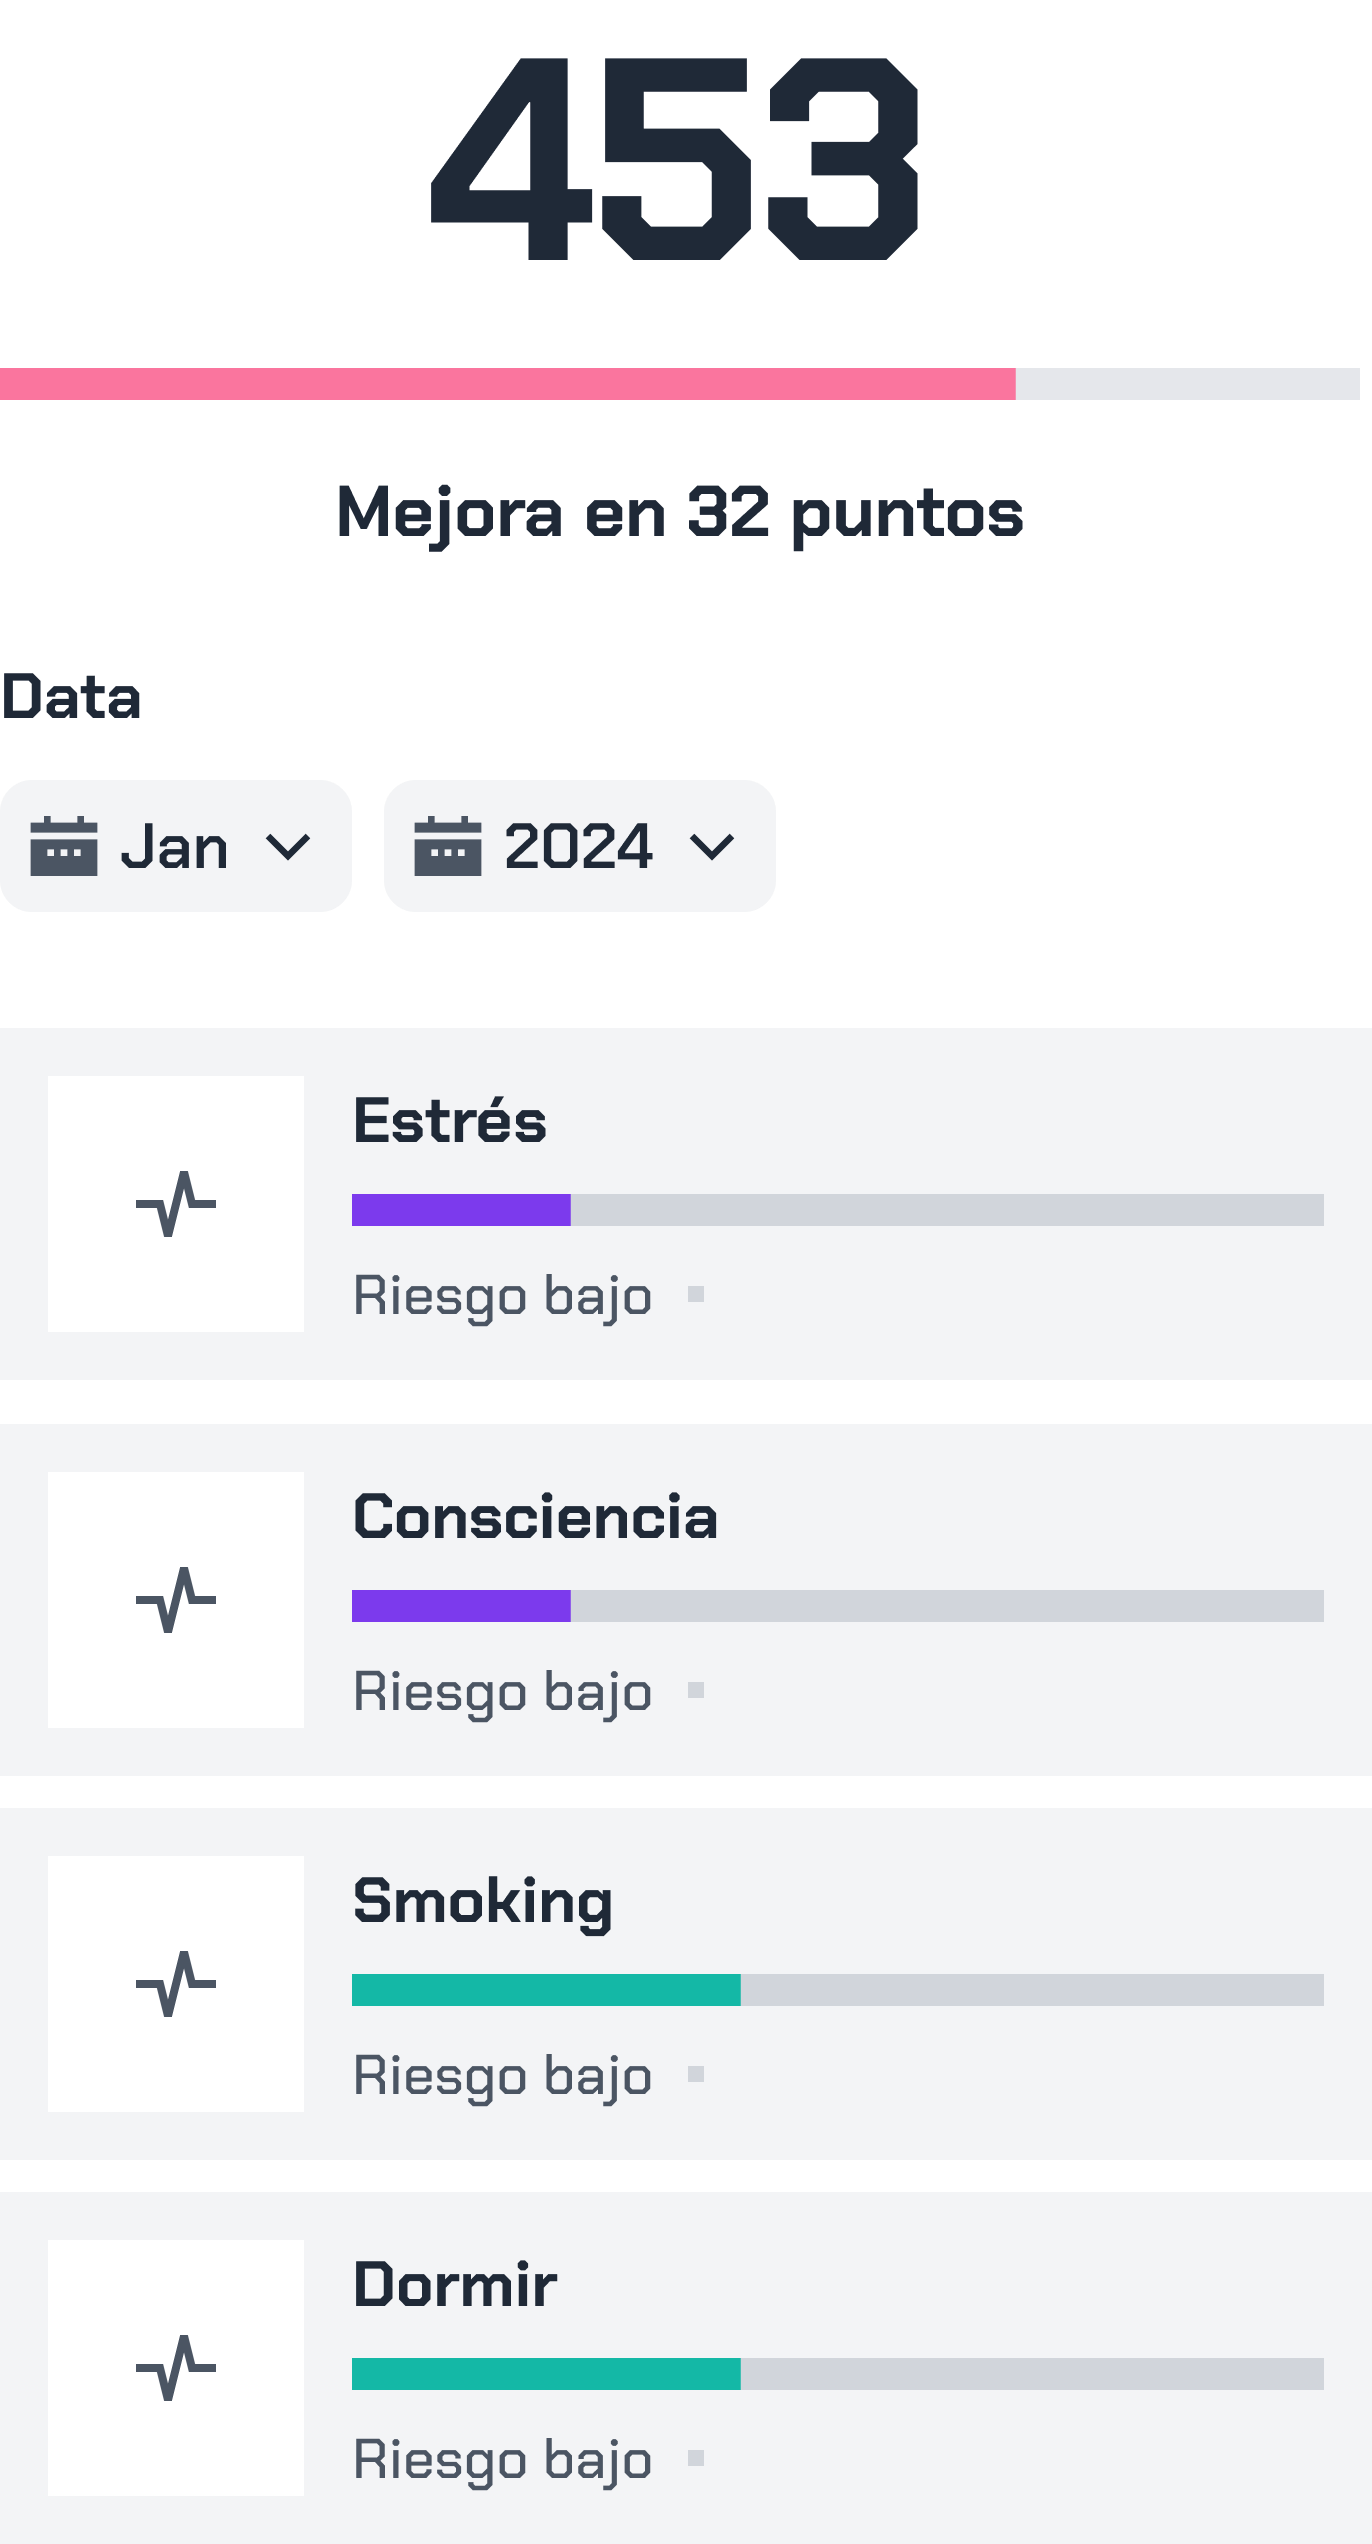 453
Mejora en 32 puntos
Data
Jan 2024
Estrés
Riesgo bajo
Consciencia
Riesgo bajo
Smoking
Riesgo bajo
Dormir
Riesgo bajo